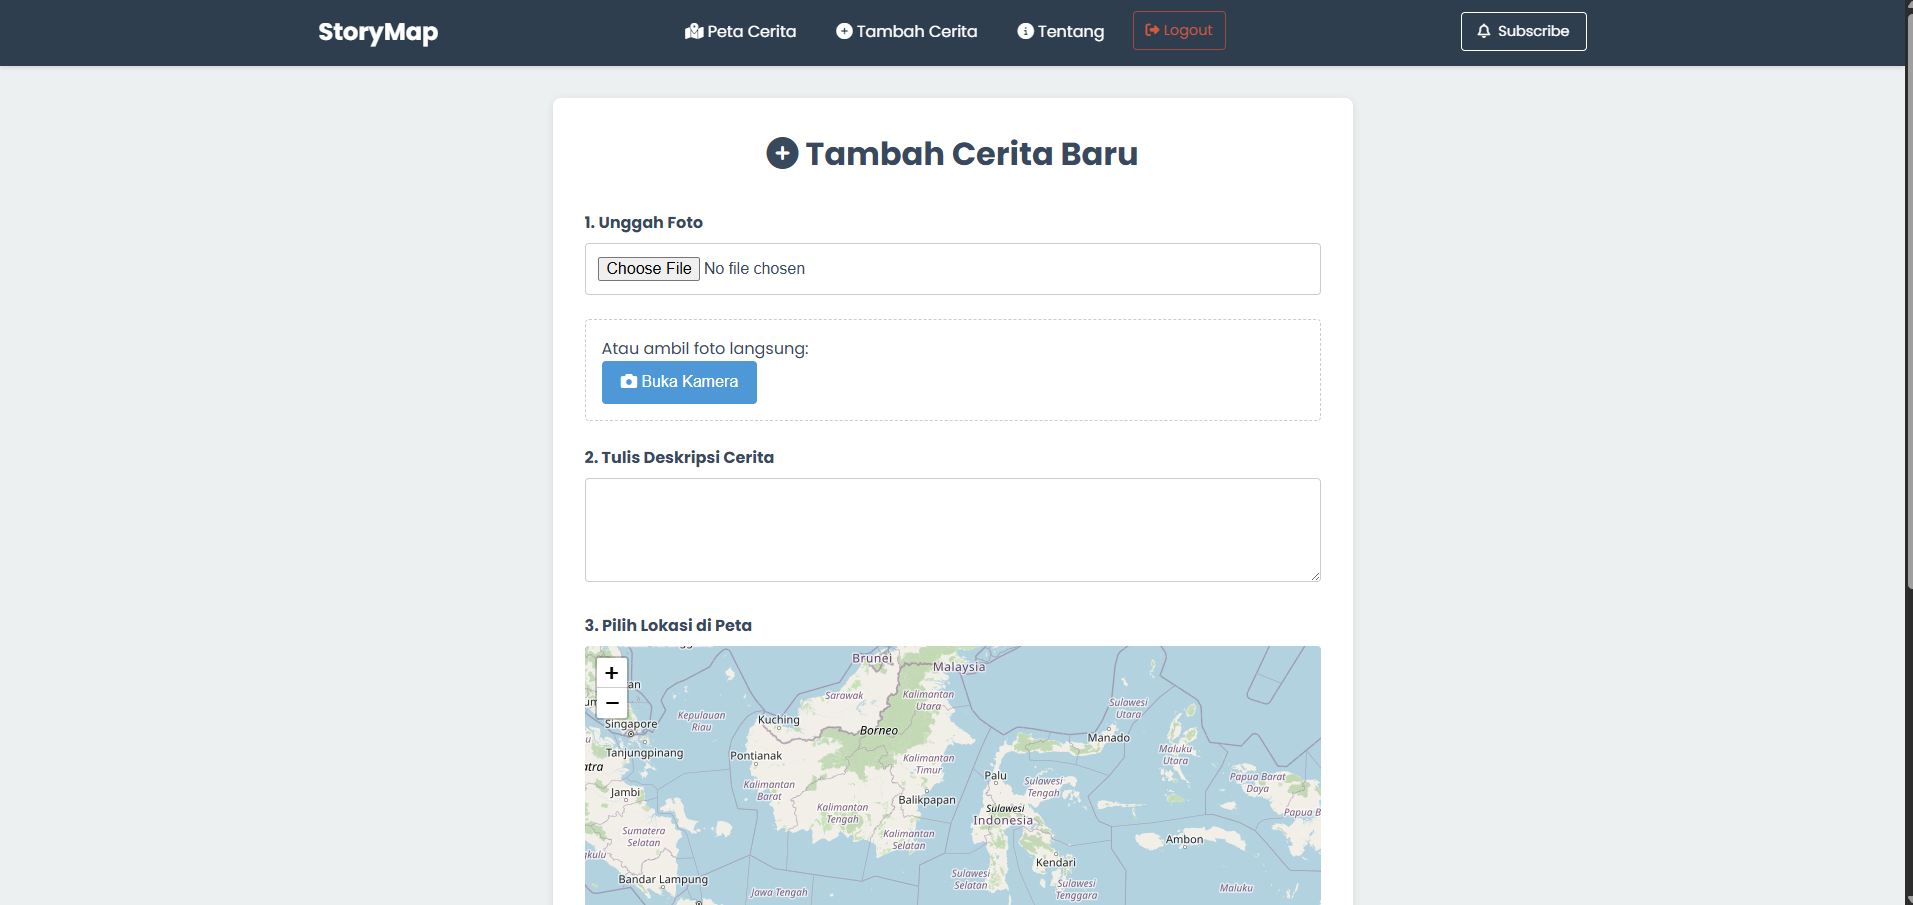 StoryMap
Peta Cerita
Tambah Cerita
Tentang
Logout
Subscribe
Tambah Cerita Baru
1. Unggah Foto
Choose File No file chosen
Atau ambil foto langsung:
Buka Kamera
2. Tulis Deskripsi Cerita
3. Pilih Lokasi di Peta
+
−
Brunei
Malaysia
Sarawak
Kalimantan
Utara
Kepulauan
Riau
Kuching
Singapore
Borneo
Sulawesi
Utara
Manado
Tanjungpinang
Pontianak
Kalimantan
Timur
Maluku
Utara
Palu
Sulawesi
Tengah
Papua Barat
Daya
Jambi
Kalimantan
Barat
Balikpapan
Kalimantan
Tengah
Sulawesi
Indonesia
Papua B
Sumatera
Selatan
Kalimantan
Selatan
Ambon
Kendari
Bandar Lampung
Jawa Tengah
Sulawesi
Selatan
Sulawesi
Tenggara
Maluku